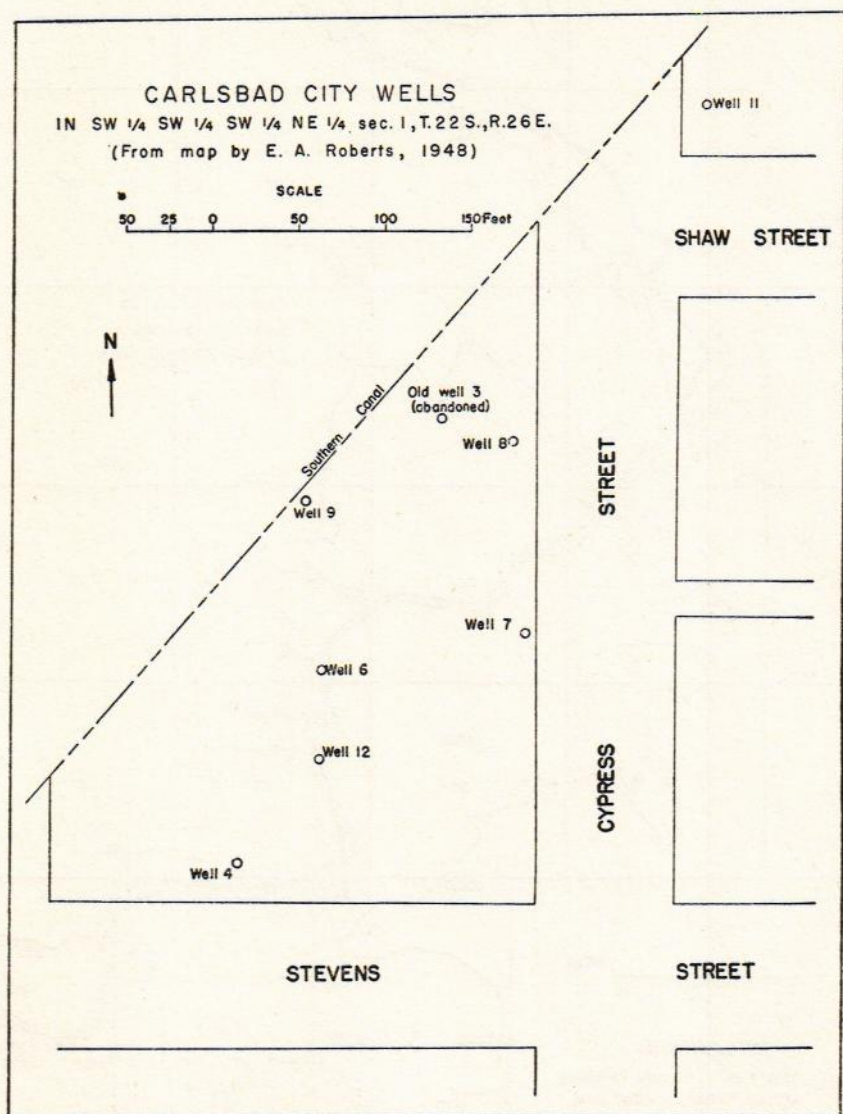 CARLSBAD CITY WELLS
IN SW 1/4 SW 1/4 SW 1/4 NE 1/4 sec. 1, T. 22 S., R. 26 E.
(From map by E. A. Roberts, 1948)
SCALE
50 25 0 50 100 150 Feet
Well 11
SHAW STREET
N
Southern Canal
Old well 3
(abandoned)
Well 8
Well 9
STREET
Well 7
Well 6
Well 12
CYPRESS
Well 4
STEVENS STREET